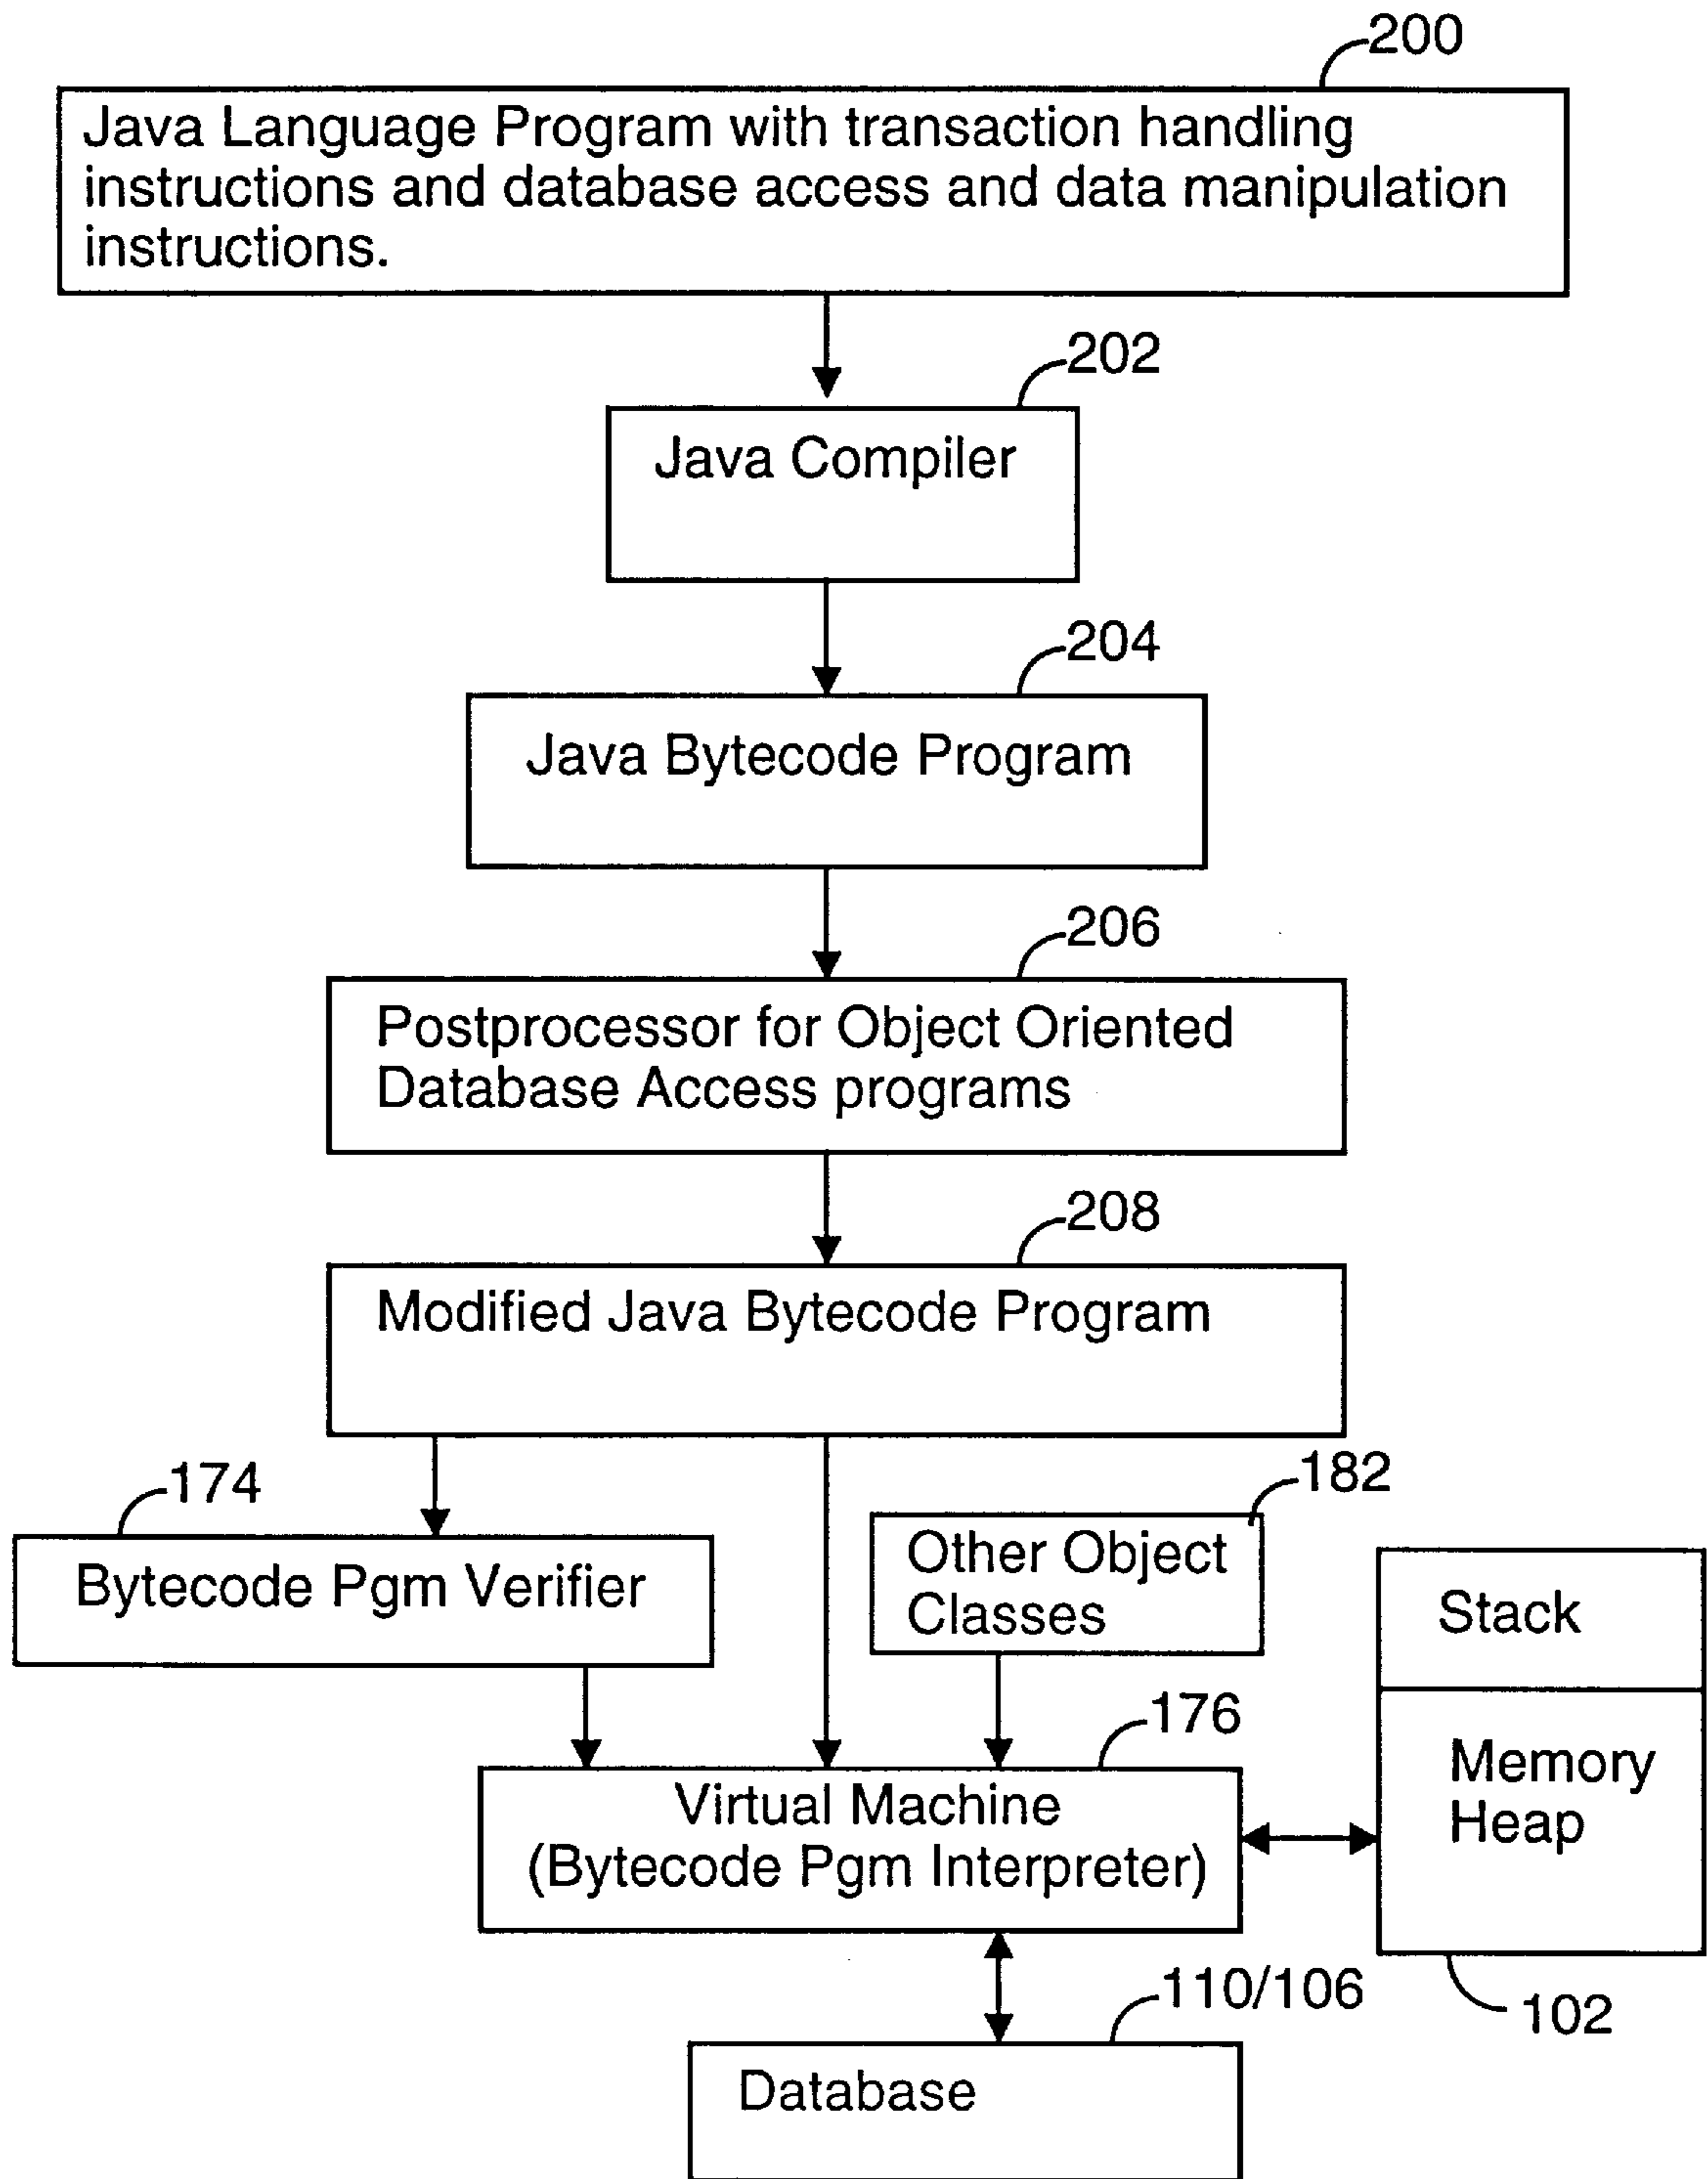 200
Java Language Program with transaction handling
instructions and database access and data manipulation
instructions.
202
Java Compiler
204
Java Bytecode Program
206
Postprocessor for Object Oriented
Database Access programs
208
Modified Java Bytecode Program
174
Bytecode Pgm Verifier
182
Other Object
Classes
Stack
Memory
Heap
102
176
Virtual Machine
(Bytecode Pgm Interpreter)
110/106
Database